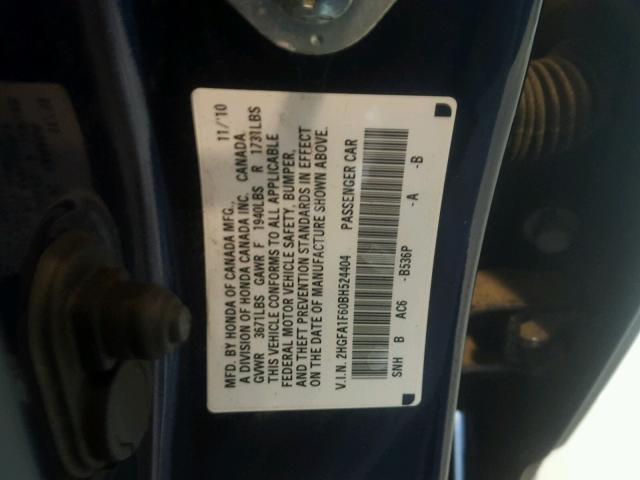 MFD. BY HONDA OF CANADA MFG., 11/'10
A DIVISION OF HONDA CANADA INC. CANADA
GVWR 3671LBS GAWR F 1940LBS R 1731LBS
THIS VEHICLE CONFORMS TO ALL APPLICABLE
FEDERAL MOTOR VEHICLE SAFETY, BUMPER,
AND THEFT PREVENTION STANDARDS IN EFFECT
ON THE DATE OF MANUFACTURE SHOWN ABOVE.
V.I.N. 2HGFA1F60BH524404 PASSENGER CAR
SNH B AC6 -B536P -A -B